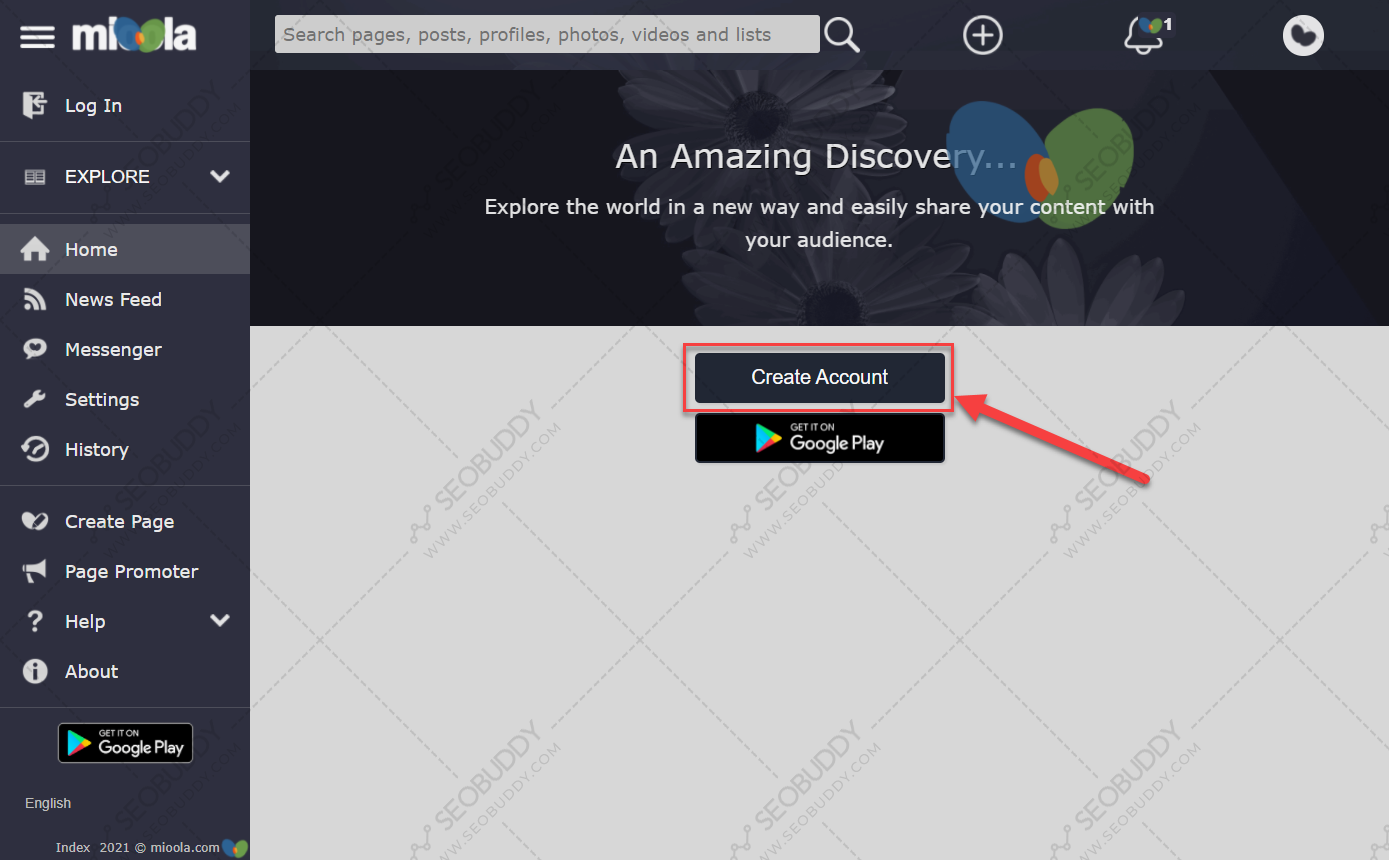 mioola
Search pages, posts, profiles, photos, videos and lists
1
Log In
EXPLORE
Home
News Feed
Messenger
Settings
History
Create Page
Page Promoter
Help
About
GET IT ON
Google Play
English
Index 2021 © mioola.com
An Amazing Discovery...
Explore the world in a new way and easily share your content with
your audience.
Create Account
GET IT ON
Google Play
SEOBUDDY
WWW.SEOBUDDY.COM